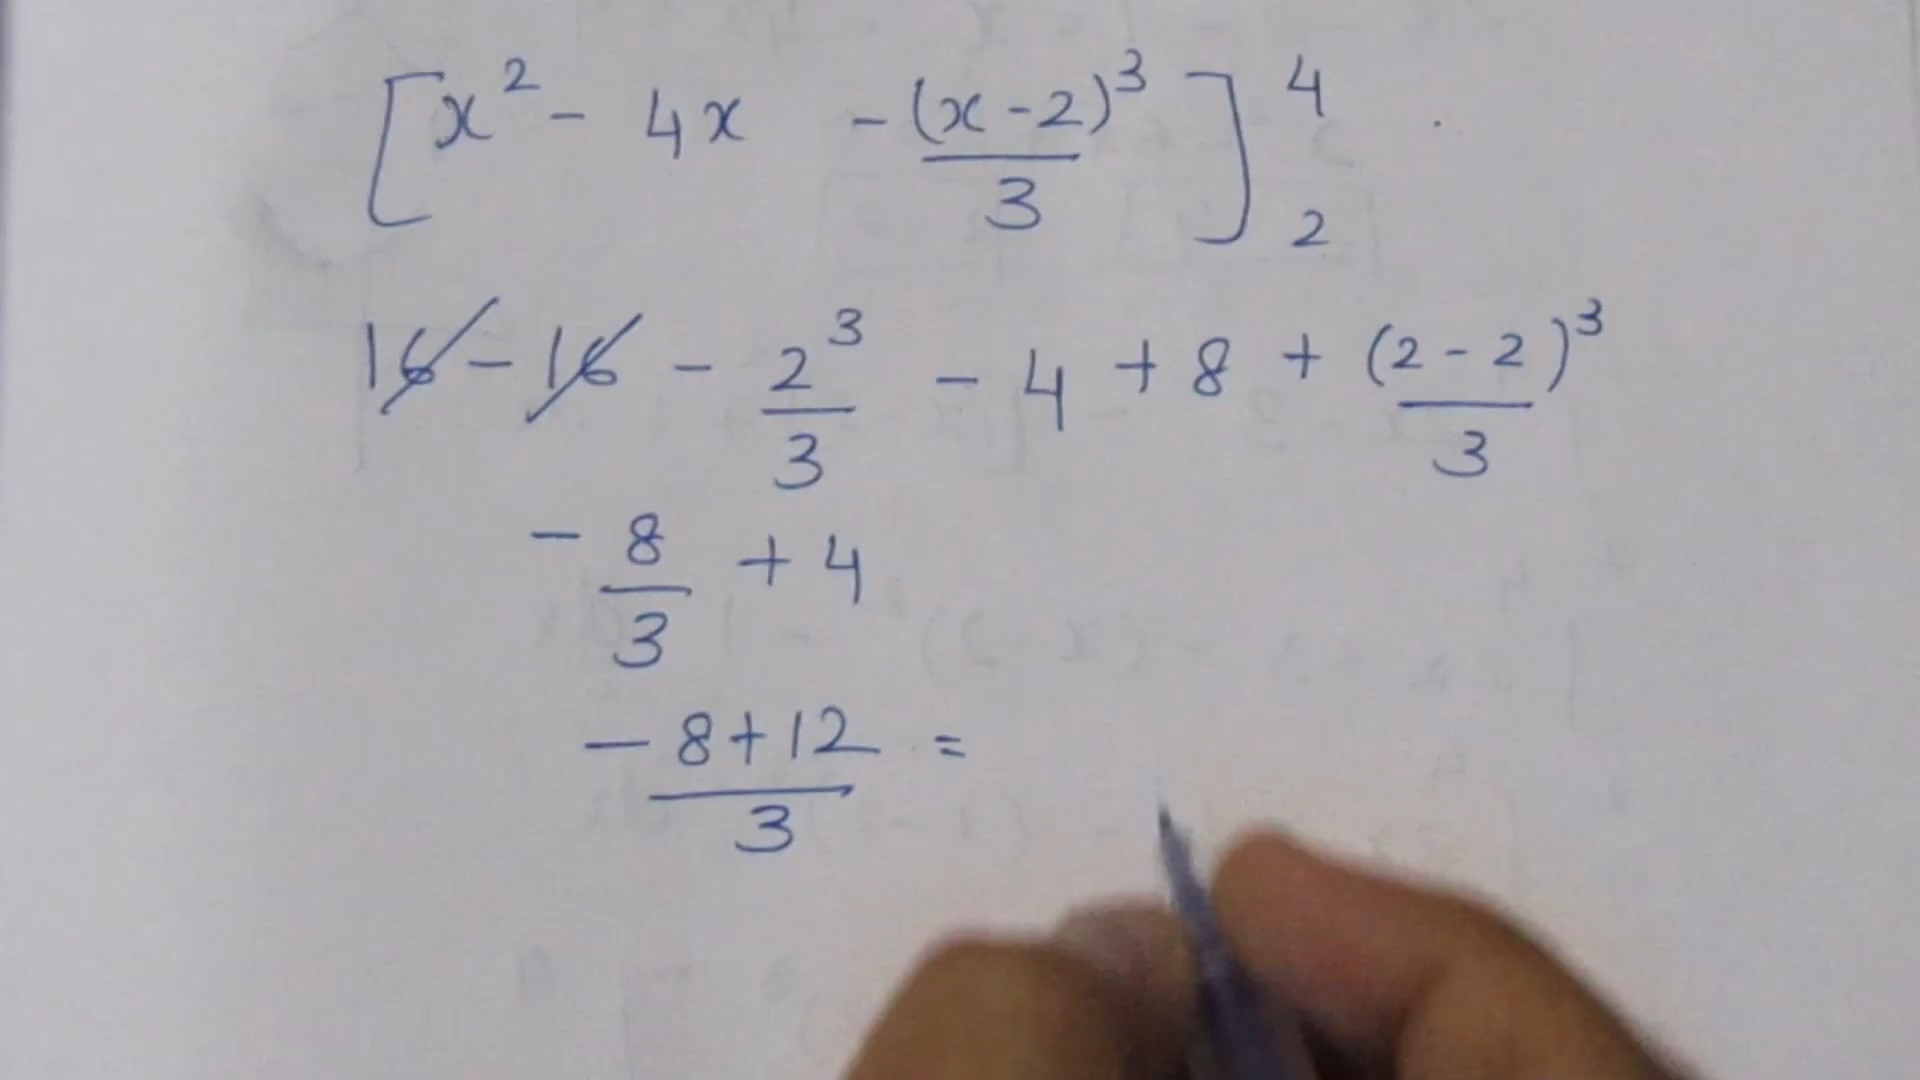 [x² - 4x - (x-2)³/3]₂⁴
16 - 16 - 2³/3 - 4 + 8 + (2-2)³/3
- 8/3 + 4
- 8+12/3 =